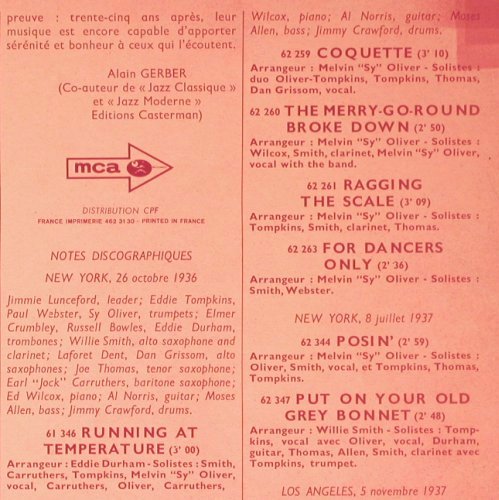 preuve : trente-cinq ans après, leur
musique est encore capable d'apporter
sérénité et bonheur à ceux qui l'écoutent.
Alain GERBER
(Co-auteur de « Jazz Classique »
et « Jazz Moderne »
Editions Casterman)
mca
DISTRIBUTION CPF
FRANCE IMPRIMERIE 462 31 30 - PRINTED IN FRANCE
NOTES DISCOGRAPHIQUES
NEW YORK, 26 octobre 1936
Jimmie Lunceford, leader; Eddie Tompkins,
Paul Webster, Sy Oliver, trumpets; Elmer
Crumbley, Russell Bowles, Eddie Durham,
trombones; Willie Smith, alto saxophone and
clarinet; Laforet Dent, Dan Grissom, alto
saxophones; Joe Thomas, tenor saxophone;
Earl "Jock" Carruthers, baritone saxophone;
Ed Wilcox, piano; Al Norris, guitar; Moses
Allen, bass; Jimmy Crawford, drums.
61 346 RUNNING AT
TEMPERATURE (3' 00)
Arrangeur : Eddie Durham - Solistes : Smith,
Carruthers, Tompkins, Melvin "Sy" Oliver,
vocal, Carruthers, Oliver, Carruthers,
Wilcox, piano; Al Norris, guitar; Moses
Allen, bass; Jimmy Crawford, drums.
62 259 COQUETTE (3' 10)
Arrangeur : Melvin "Sy" Oliver - Solistes :
duo Oliver-Tompkins, Tompkins, Thomas,
Dan Grissom, vocal.
62 260 THE MERRY-GO-ROUND
BROKE DOWN (2' 50)
Arrangeur : Melvin "Sy" Oliver - Solistes :
Wilcox, Smith, clarinet, Melvin "Sy" Oliver,
vocal with the band.
62 261 RAGGING
THE SCALE (3' 09)
Arrangeur : Melvin "Sy" Oliver - Solistes :
Tompkins, Smith, clarinet, Thomas.
62 263 FOR DANCERS
ONLY (2' 36)
Arrangeur : Melvin "Sy" Oliver - Solistes :
Smith, Webster.
NEW YORK, 8 juillet 1937
62 344 POSIN' (2' 59)
Arrangeur : Melvin "Sy" Oliver - Solistes :
Oliver, vocal, et Tompkins, Smith, Thomas,
Tompkins.
62 347 PUT ON YOUR OLD
GREY BONNET (2' 48)
Arrangeur : Willie Smith - Solistes : Tomp-
kins, vocal avec Oliver, vocal, Durham,
guitar, Thomas, Allen, Smith, clarinet avec
Tompkins, trumpet.
LOS ANGELES, 5 novembre 1937